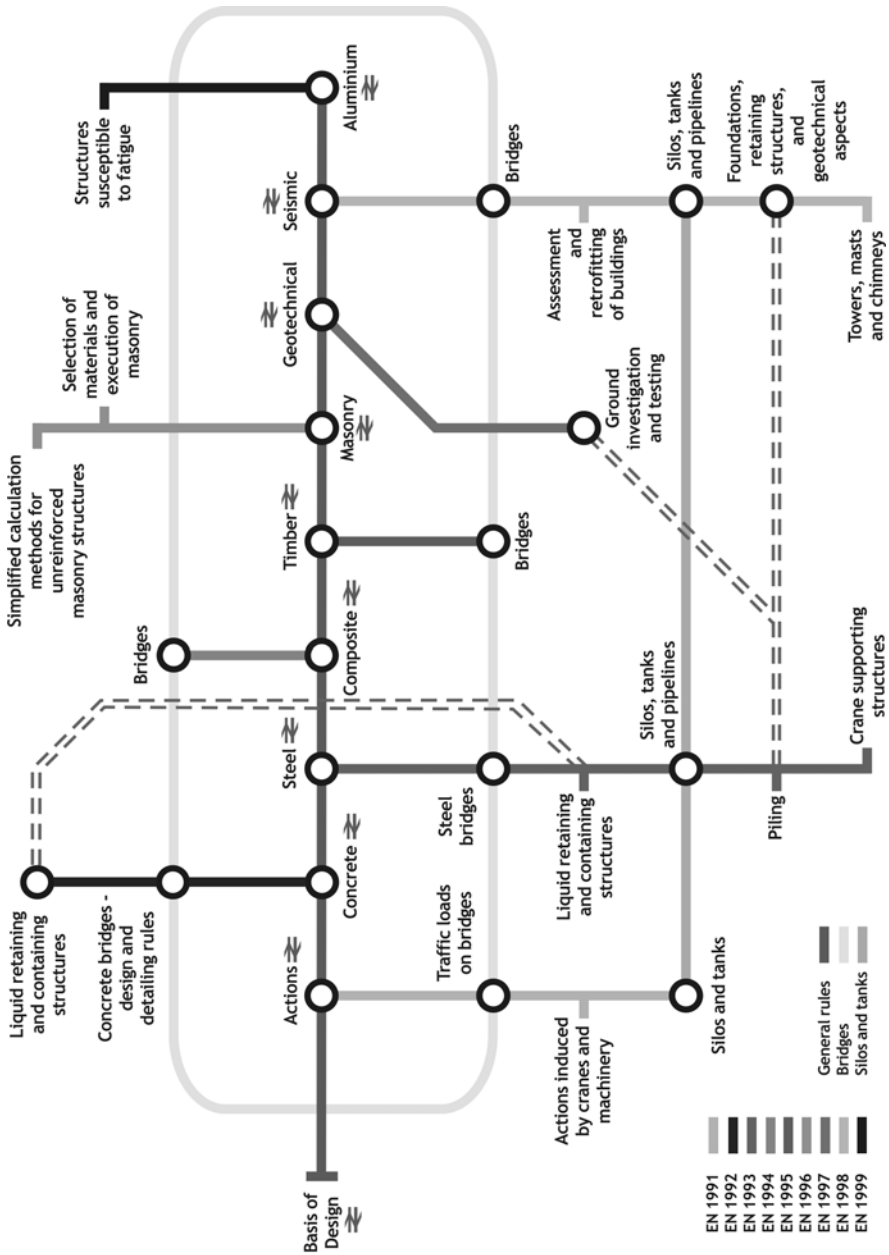 Structures
susceptible
to fatigue
Aluminium
Selection of
materials and
execution of
masonry
Seismic
Bridges
Silos, tanks
and pipelines
Foundations,
retaining
structures,
and
geotechnical
aspects
Geotechnical
Assessment
and
retrofitting
of buildings
Towers, masts
and chimneys
Simplified calculation
methods for
unreinforced
masonry structures
Masonry
Ground
investigation
and testing
Timber
Bridges
Bridges
Composite
Silos, tanks
and pipelines
Crane supporting
structures
Steel
Steel
bridges
Liquid retaining
and containing
structures
Piling
Liquid retaining
and containing
structures
Concrete bridges -
design and
detailing rules
Concrete
Actions
Traffic loads
on bridges
Actions induced
by cranes and
machinery
Silos and tanks
Basis of
Design
General rules
Bridges
Silos and tanks
EN 1991
EN 1992
EN 1993
EN 1994
EN 1995
EN 1996
EN 1997
EN 1998
EN 1999